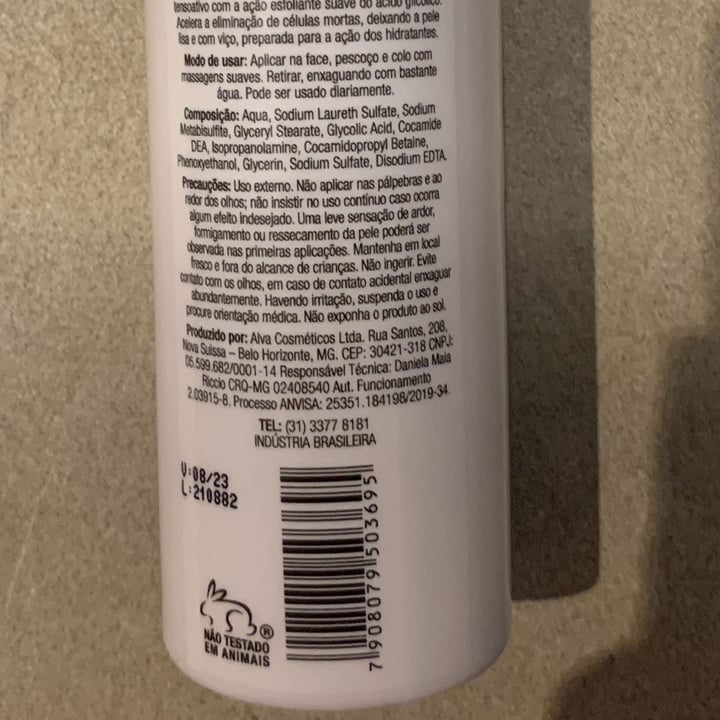 tensoativo com a ação esfoliante suave do ácido glicólico.
Acelera a eliminação de células mortas, deixando a pele
lisa e com viço, preparada para a ação dos hidratantes.
Modo de usar: Aplicar na face, pescoço e colo com
massagens suaves. Retirar, enxaguando com bastante
água. Pode ser usado diariamente.
Composição: Aqua, Sodium Laureth Sulfate, Sodium
Metabisulfite, Glyceryl Stearate, Glycolic Acid, Cocamide
DEA, Isopropanolamine, Cocamidopropyl Betaine,
Phenoxyethanol, Glycerin, Sodium Sulfate, Disodium EDTA.
Precauções: Uso externo. Não aplicar nas pálpebras e ao
redor dos olhos; não insistir no uso contínuo caso ocorra
algum efeito indesejado. Uma leve sensação de ardor,
formigamento ou ressecamento da pele poderá ser
observada nas primeiras aplicações. Mantenha em local
fresco e fora do alcance de crianças. Não ingerir. Evite
contato com os olhos, em caso de contato acidental enxaguar
abundantemente. Havendo irritação, suspenda o uso e
procure orientação médica. Não exponha o produto ao sol.
Produzido por: Alva Cosméticos Ltda. Rua Santos, 208,
Nova Suíssa – Belo Horizonte, MG. CEP: 30421-318 CNPJ:
05.599.682/0001-14 Responsável Técnica: Daniela Maia
Riccio CRQ-MG 02408540 Aut. Funcionamento
2.03915-8. Processo ANVISA: 25351.184198/2019-34.
TEL: (31) 3377 8181
INDÚSTRIA BRASILEIRA
V:08/23
L:210882
7 908079 503695
®
NÃO TESTADO
EM ANIMAIS